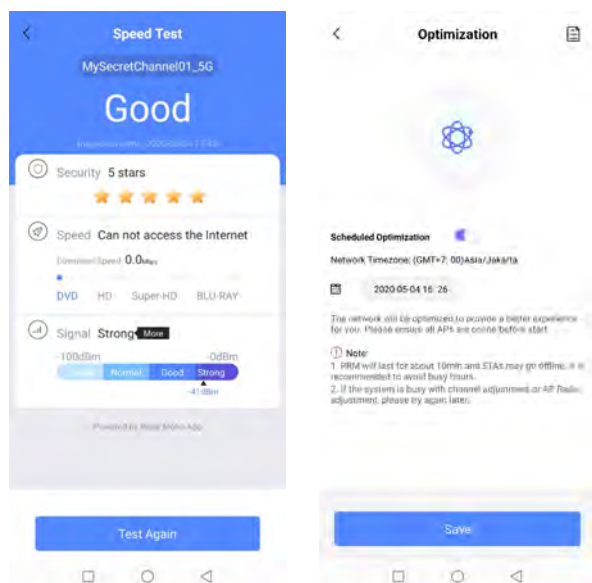 Speed Test
MySecretChannel01_5G
Good
Security 5 stars
Speed Can not access the Internet
Download Speed 0.0Mbps
DVD HD Super-HD BLU-RAY
Signal Strong More
-100dBm -0dBm
Normal Good Strong
-41dBm
Powered by App
Test Again
Optimization
Scheduled Optimization
Network Timezone: (GMT+7: 00)Asia/Jakarta
2020-05-04 16: 26
The network will be optimized to provide a better experience
for you. Please ensure all APs are online before start.
Note:
1. RRM will last for about 10min and STAs may go offline. It is
recommended to avoid busy hours.
2. If the system is busy with channel adjustment or AP Radio
adjustment, please try again later.
Save